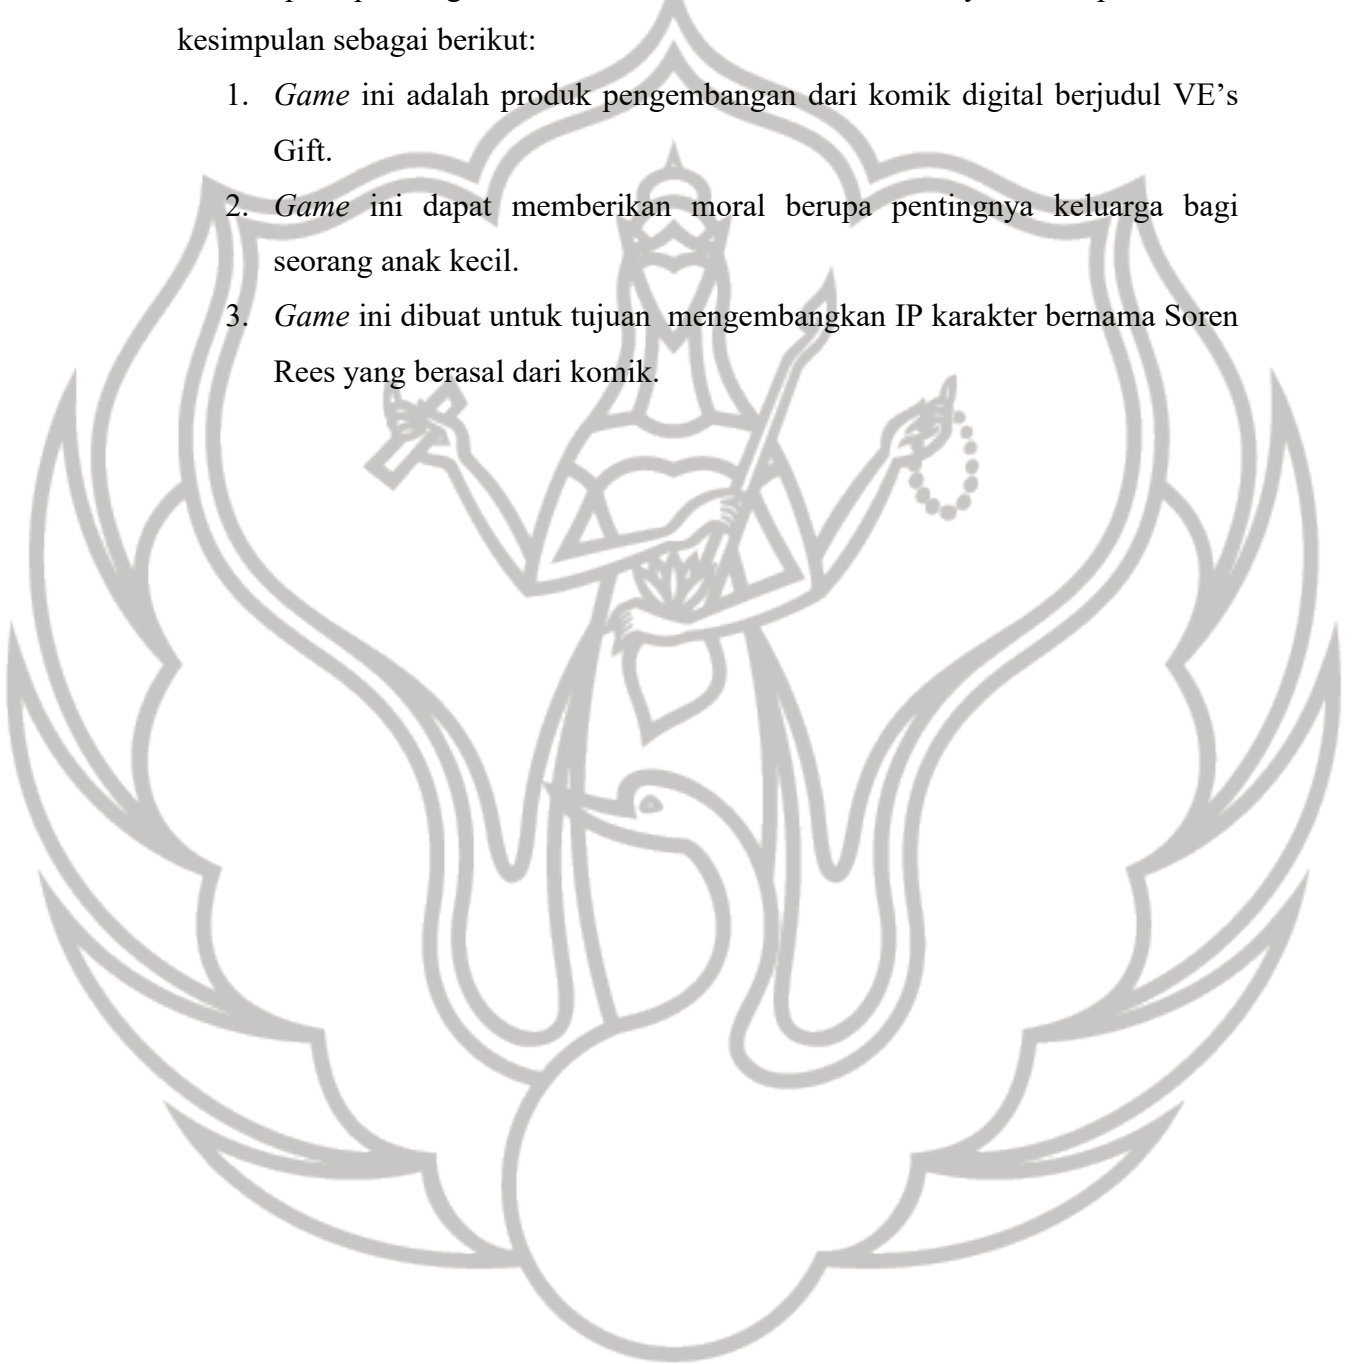 kesimpulan sebagai berikut:
1. Game ini adalah produk pengembangan dari komik digital berjudul VE’s
Gift.
2. Game ini dapat memberikan moral berupa pentingnya keluarga bagi
seorang anak kecil.
3. Game ini dibuat untuk tujuan mengembangkan IP karakter bernama Soren
Rees yang berasal dari komik.